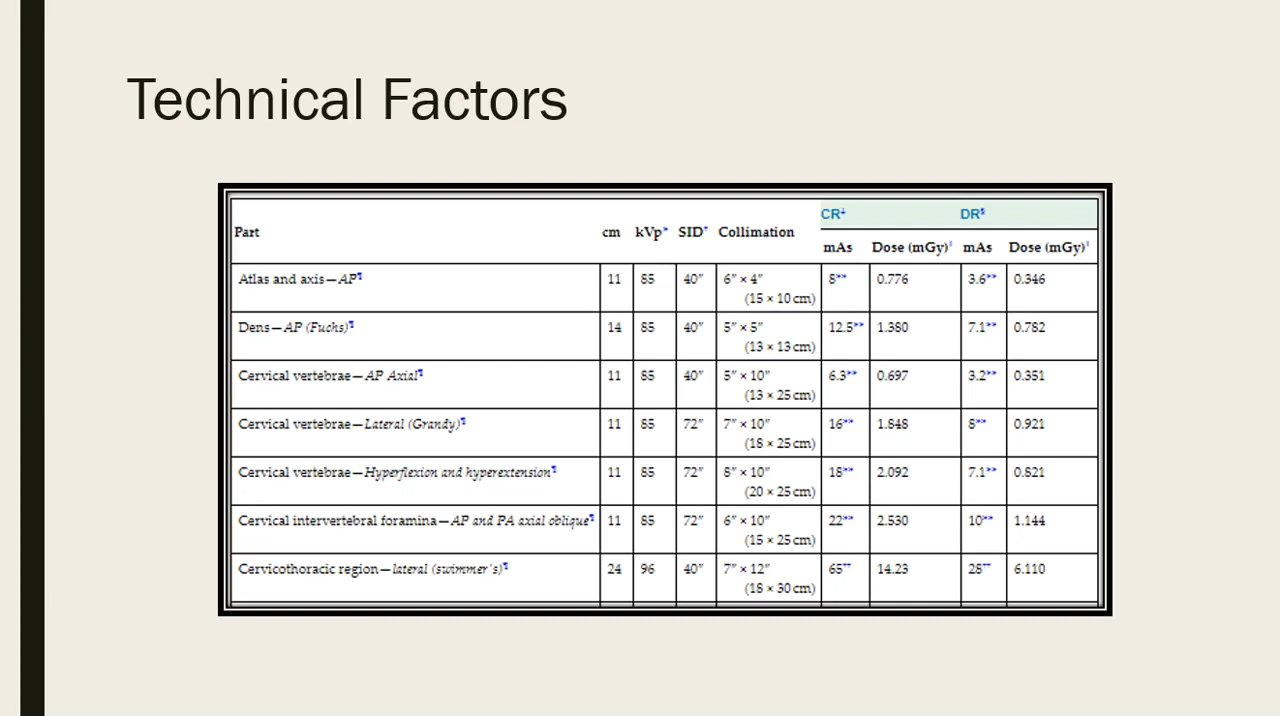 Technical Factors
CR‡ DR§
Part cm kVp* SID† Collimation mAs Dose (mGy)‖ mAs Dose (mGy)‖
Atlas and axis—AP¶ 11 85 40″ 6″ × 4″ 8** 0.776 3.6** 0.346
(15 × 10 cm)
Dens—AP (Fuchs)¶ 14 85 40″ 5″ × 5″ 12.5** 1.380 7.1** 0.782
(13 × 13 cm)
Cervical vertebrae—AP Axial¶ 11 85 40″ 5″ × 10″ 6.3** 0.697 3.2** 0.351
(13 × 25 cm)
Cervical vertebrae—Lateral (Grandy)¶ 11 85 72″ 7″ × 10″ 16** 1.848 8** 0.921
(18 × 25 cm)
Cervical vertebrae—Hyperflexion and hyperextension¶ 11 85 72″ 8″ × 10″ 18** 2.092 7.1** 0.821
(20 × 25 cm)
Cervical intervertebral foramina—AP and PA axial oblique¶ 11 85 72″ 6″ × 10″ 22** 2.530 10** 1.144
(15 × 25 cm)
Cervicothoracic region—lateral (swimmer's)¶ 24 96 40″ 7″ × 12″ 65†† 14.23 28†† 6.110
(18 × 30 cm)